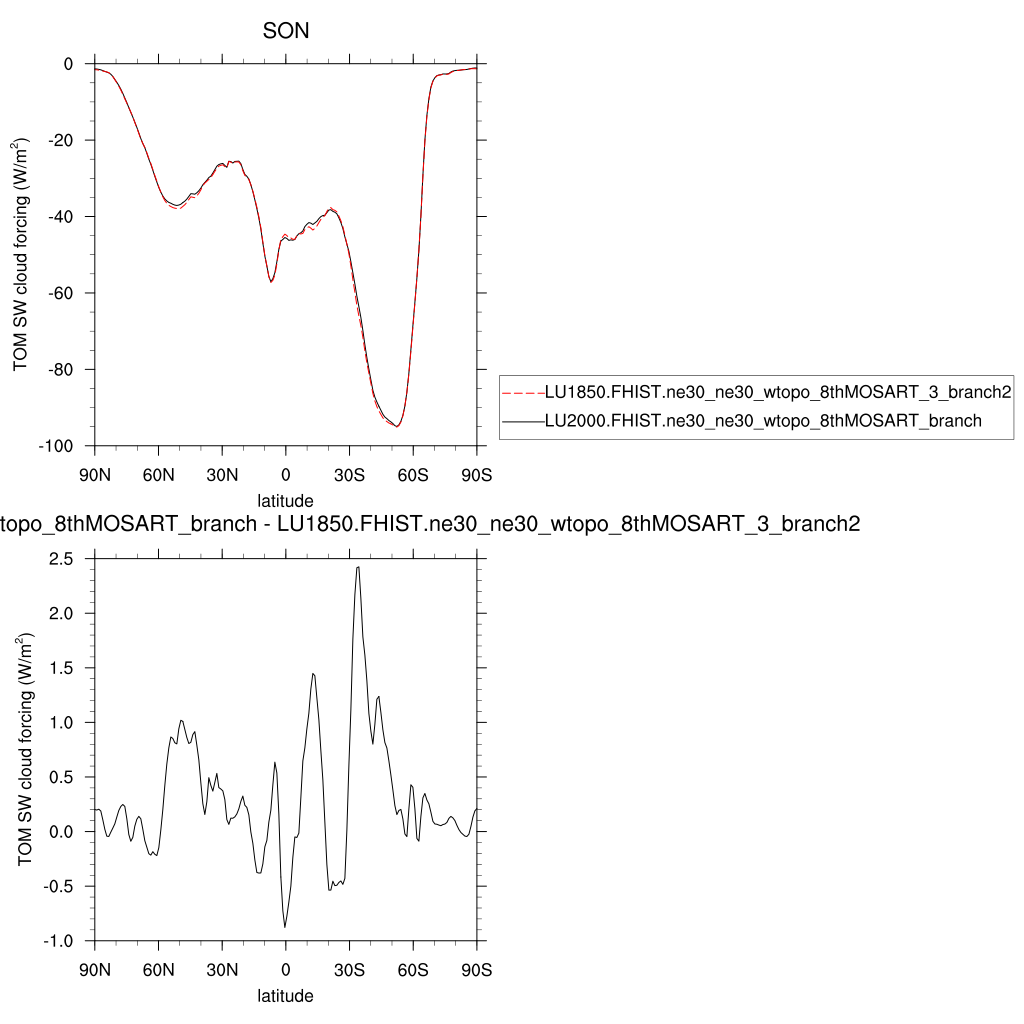 SON
TOM SW cloud forcing (W/m²)
0
-20
-40
-60
-80
-100
90N 60N 30N 0 30S 60S 90S
latitude
LU1850.FHIST.ne30_ne30_wtopo_8thMOSART_3_branch2
LU2000.FHIST.ne30_ne30_wtopo_8thMOSART_branch
topo_8thMOSART_branch - LU1850.FHIST.ne30_ne30_wtopo_8thMOSART_3_branch2
TOM SW cloud forcing (W/m²)
2.5
2.0
1.5
1.0
0.5
0.0
-0.5
-1.0
90N 60N 30N 0 30S 60S 90S
latitude